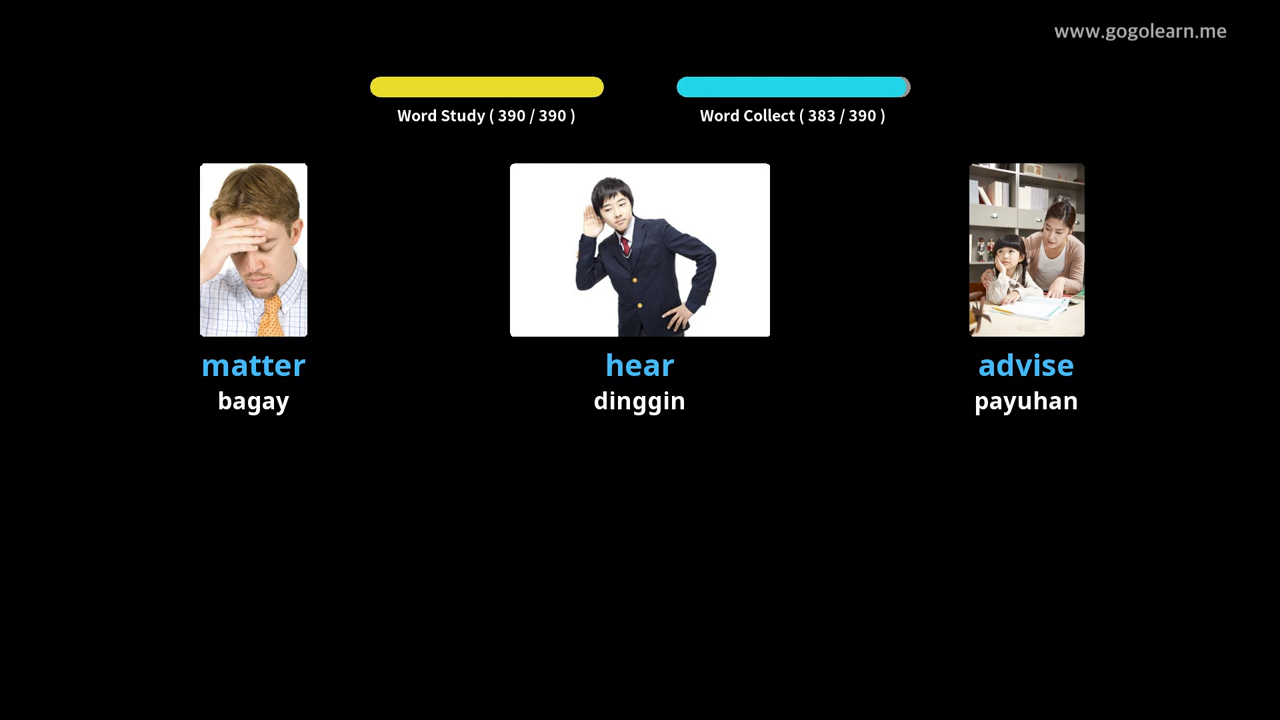 www.gogolearn.me
Word Study ( 390 / 390 )
Word Collect ( 383 / 390 )
matter
bagay
hear
dinggin
advise
payuhan